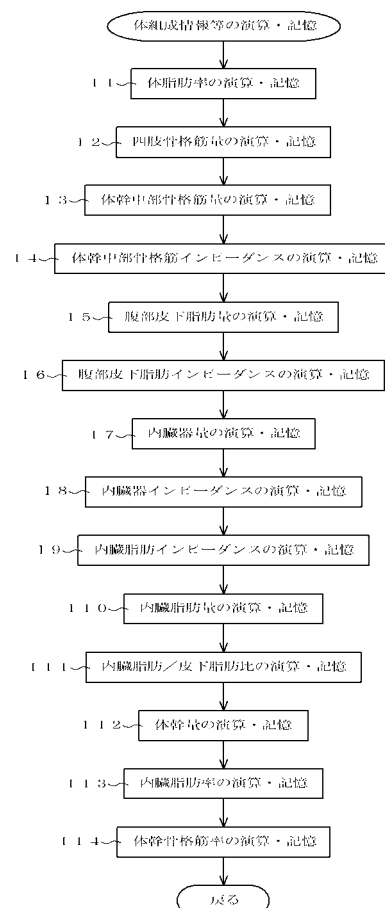 体組成情報等の演算・記憶
11 体脂肪率の演算・記憶
12 四肢骨格筋量の演算・記憶
13 体幹中部骨格筋量の演算・記憶
14 体幹中部骨格筋インピーダンスの演算・記憶
15 腹部皮下脂肪量の演算・記憶
16 腹部皮下脂肪インピーダンスの演算・記憶
17 内臓器量の演算・記憶
18 内臓器インピーダンスの演算・記憶
19 内臓脂肪インピーダンスの演算・記憶
110 内臓脂肪量の演算・記憶
111 内臓脂肪／皮下脂肪比の演算・記憶
112 体幹量の演算・記憶
113 内臓脂肪率の演算・記憶
114 体幹骨格筋率の演算・記憶
戻る